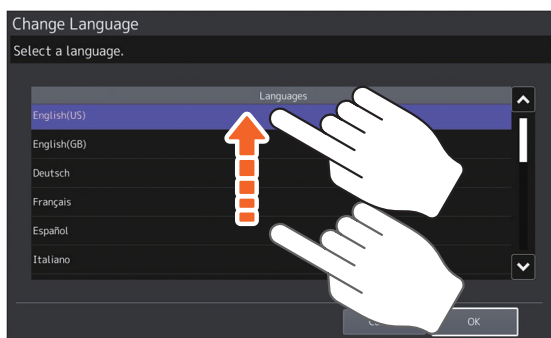 Change Language
Select a language.
Languages
English(US)
English(GB)
Deutsch
Français
Español
Italiano
OK